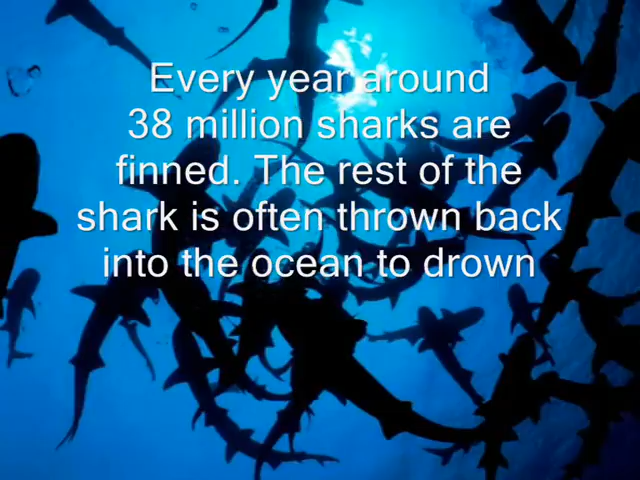 Every year around
38 million sharks are
finned. The rest of the
shark is often thrown back
into the ocean to drown